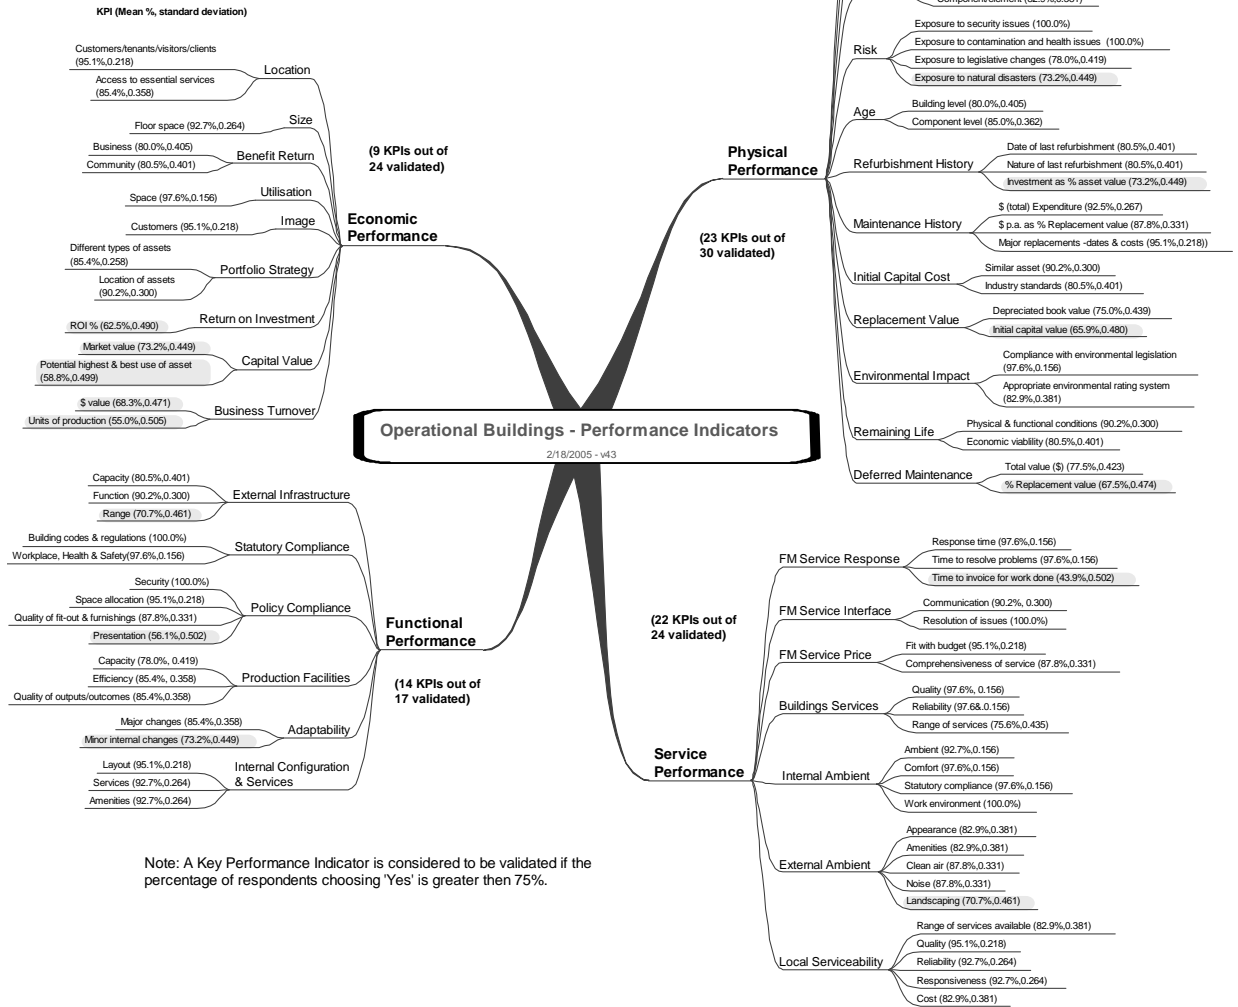 KPI (Mean %, standard deviation)
Customers/tenants/visitors/clients
(95.1%,0.218)
Access to essential services
(85.4%,0.358)
Location
Floor space (92.7%,0.264)
Size
Business (80.0%,0.405)
Community (80.5%,0.401)
Benefit Return
Space (97.6%,0.156)
Utilisation
Customers (95.1%,0.218)
Image
Different types of assets
(85.4%,0.258)
Location of assets
(90.2%,0.300)
Portfolio Strategy
ROI % (62.5%,0.490)
Return on Investment
Market value (73.2%,0.449)
Potential highest & best use of asset
(58.8%,0.499)
Capital Value
$ value (68.3%,0.471)
Units of production (55.0%,0.505)
Business Turnover
(9 KPIs out of
24 validated)
Economic
Performance
Physical
Performance
(23 KPIs out of
30 validated)
Exposure to security issues (100.0%)
Exposure to contamination and health issues (100.0%)
Risk
Exposure to legislative changes (78.0%,0.419)
Exposure to natural disasters (73.2%,0.449)
Age
Building level (80.0%,0.405)
Component level (85.0%,0.362)
Refurbishment History
Date of last refurbishment (80.5%,0.401)
Nature of last refurbishment (80.5%,0.401)
Investment as % asset value (73.2%,0.449)
Maintenance History
$ (total) Expenditure (92.5%,0.267)
$ p.a. as % Replacement value (87.8%,0.331)
Major replacements -dates & costs (95.1%,0.218))
Initial Capital Cost
Similar asset (90.2%,0.300)
Industry standards (80.5%,0.401)
Replacement Value
Depreciated book value (75.0%,0.439)
Initial capital value (65.9%,0.480)
Environmental Impact
Compliance with environmental legislation
(97.6%,0.156)
Appropriate environmental rating system
(82.9%,0.381)
Remaining Life
Physical & functional conditions (90.2%,0.300)
Economic viablility (80.5%,0.401)
Deferred Maintenance
Total value ($) (77.5%,0.423)
% Replacement value (67.5%,0.474)
Operational Buildings - Performance Indicators
2/18/2005 - v43
Capacity (80.5%,0.401)
Function (90.2%,0.300)
Range (70.7%,0.461)
External Infrastructure
Building codes & regulations (100.0%)
Workplace, Health & Safety(97.6%,0.156)
Statutory Compliance
Security (100.0%)
Space allocation (95.1%,0.218)
Quality of fit-out & furnishings (87.8%,0.331)
Presentation (56.1%,0.502)
Policy Compliance
Capacity (78.0%, 0.419)
Efficiency (85.4%, 0.358)
Quality of outputs/outcomes (85.4%,0.358)
Production Facilities
Major changes (85.4%,0.358)
Minor internal changes (73.2%,0.449)
Adaptability
Layout (95.1%,0.218)
Services (92.7%,0.264)
Amenities (92.7%,0.264)
Internal Configuration
& Services
Functional
Performance
(14 KPIs out of
17 validated)
(22 KPIs out of
24 validated)
Service
Performance
FM Service Response
Response time (97.6%,0.156)
Time to resolve problems (97.6%,0.156)
Time to invoice for work done (43.9%,0.502)
FM Service Interface
Communication (90.2%, 0.300)
Resolution of issues (100.0%)
FM Service Price
Fit with budget (95.1%,0.218)
Comprehensiveness of service (87.8%,0.331)
Buildings Services
Quality (97.6%, 0.156)
Reliability (97.6&.0.156)
Range of services (75.6%,0.435)
Internal Ambient
Ambient (92.7%,0.156)
Comfort (97.6%,0.156)
Statutory compliance (97.6%,0.156)
Work environment (100.0%)
External Ambient
Appearance (82.9%,0.381)
Amenities (82.9%,0.381)
Clean air (87.8%,0.331)
Noise (87.8%,0.331)
Landscaping (70.7%,0.461)
Local Serviceability
Range of services available (82.9%,0.381)
Quality (95.1%,0.218)
Reliability (92.7%,0.264)
Responsiveness (92.7%,0.264)
Cost (82.9%,0.381)
Note: A Key Performance Indicator is considered to be validated if the
percentage of respondents choosing 'Yes' is greater then 75%.